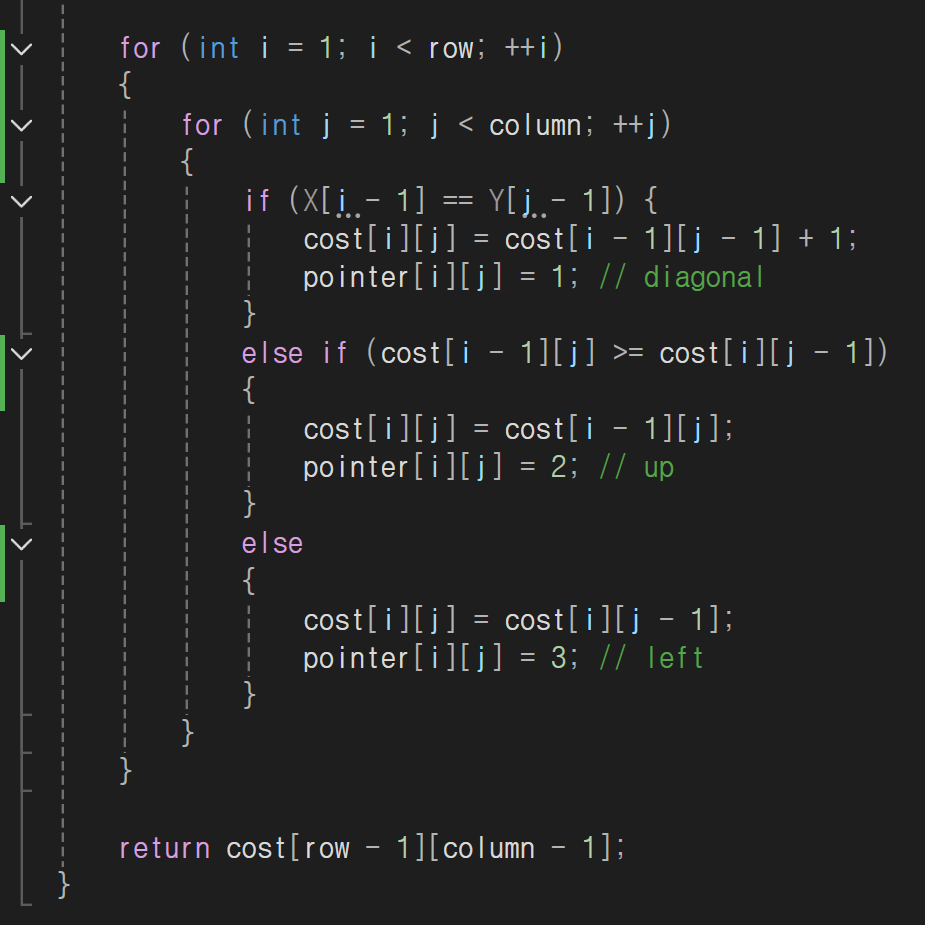 for (int i = 1; i < row; ++i)
{
for (int j = 1; j < column; ++j)
{
if (X[i - 1] == Y[j - 1]) {
cost[i][j] = cost[i - 1][j - 1] + 1;
pointer[i][j] = 1; // diagonal
}
else if (cost[i - 1][j] >= cost[i][j - 1])
{
cost[i][j] = cost[i - 1][j];
pointer[i][j] = 2; // up
}
else
{
cost[i][j] = cost[i][j - 1];
pointer[i][j] = 3; // left
}
}
}
return cost[row - 1][column - 1];
}